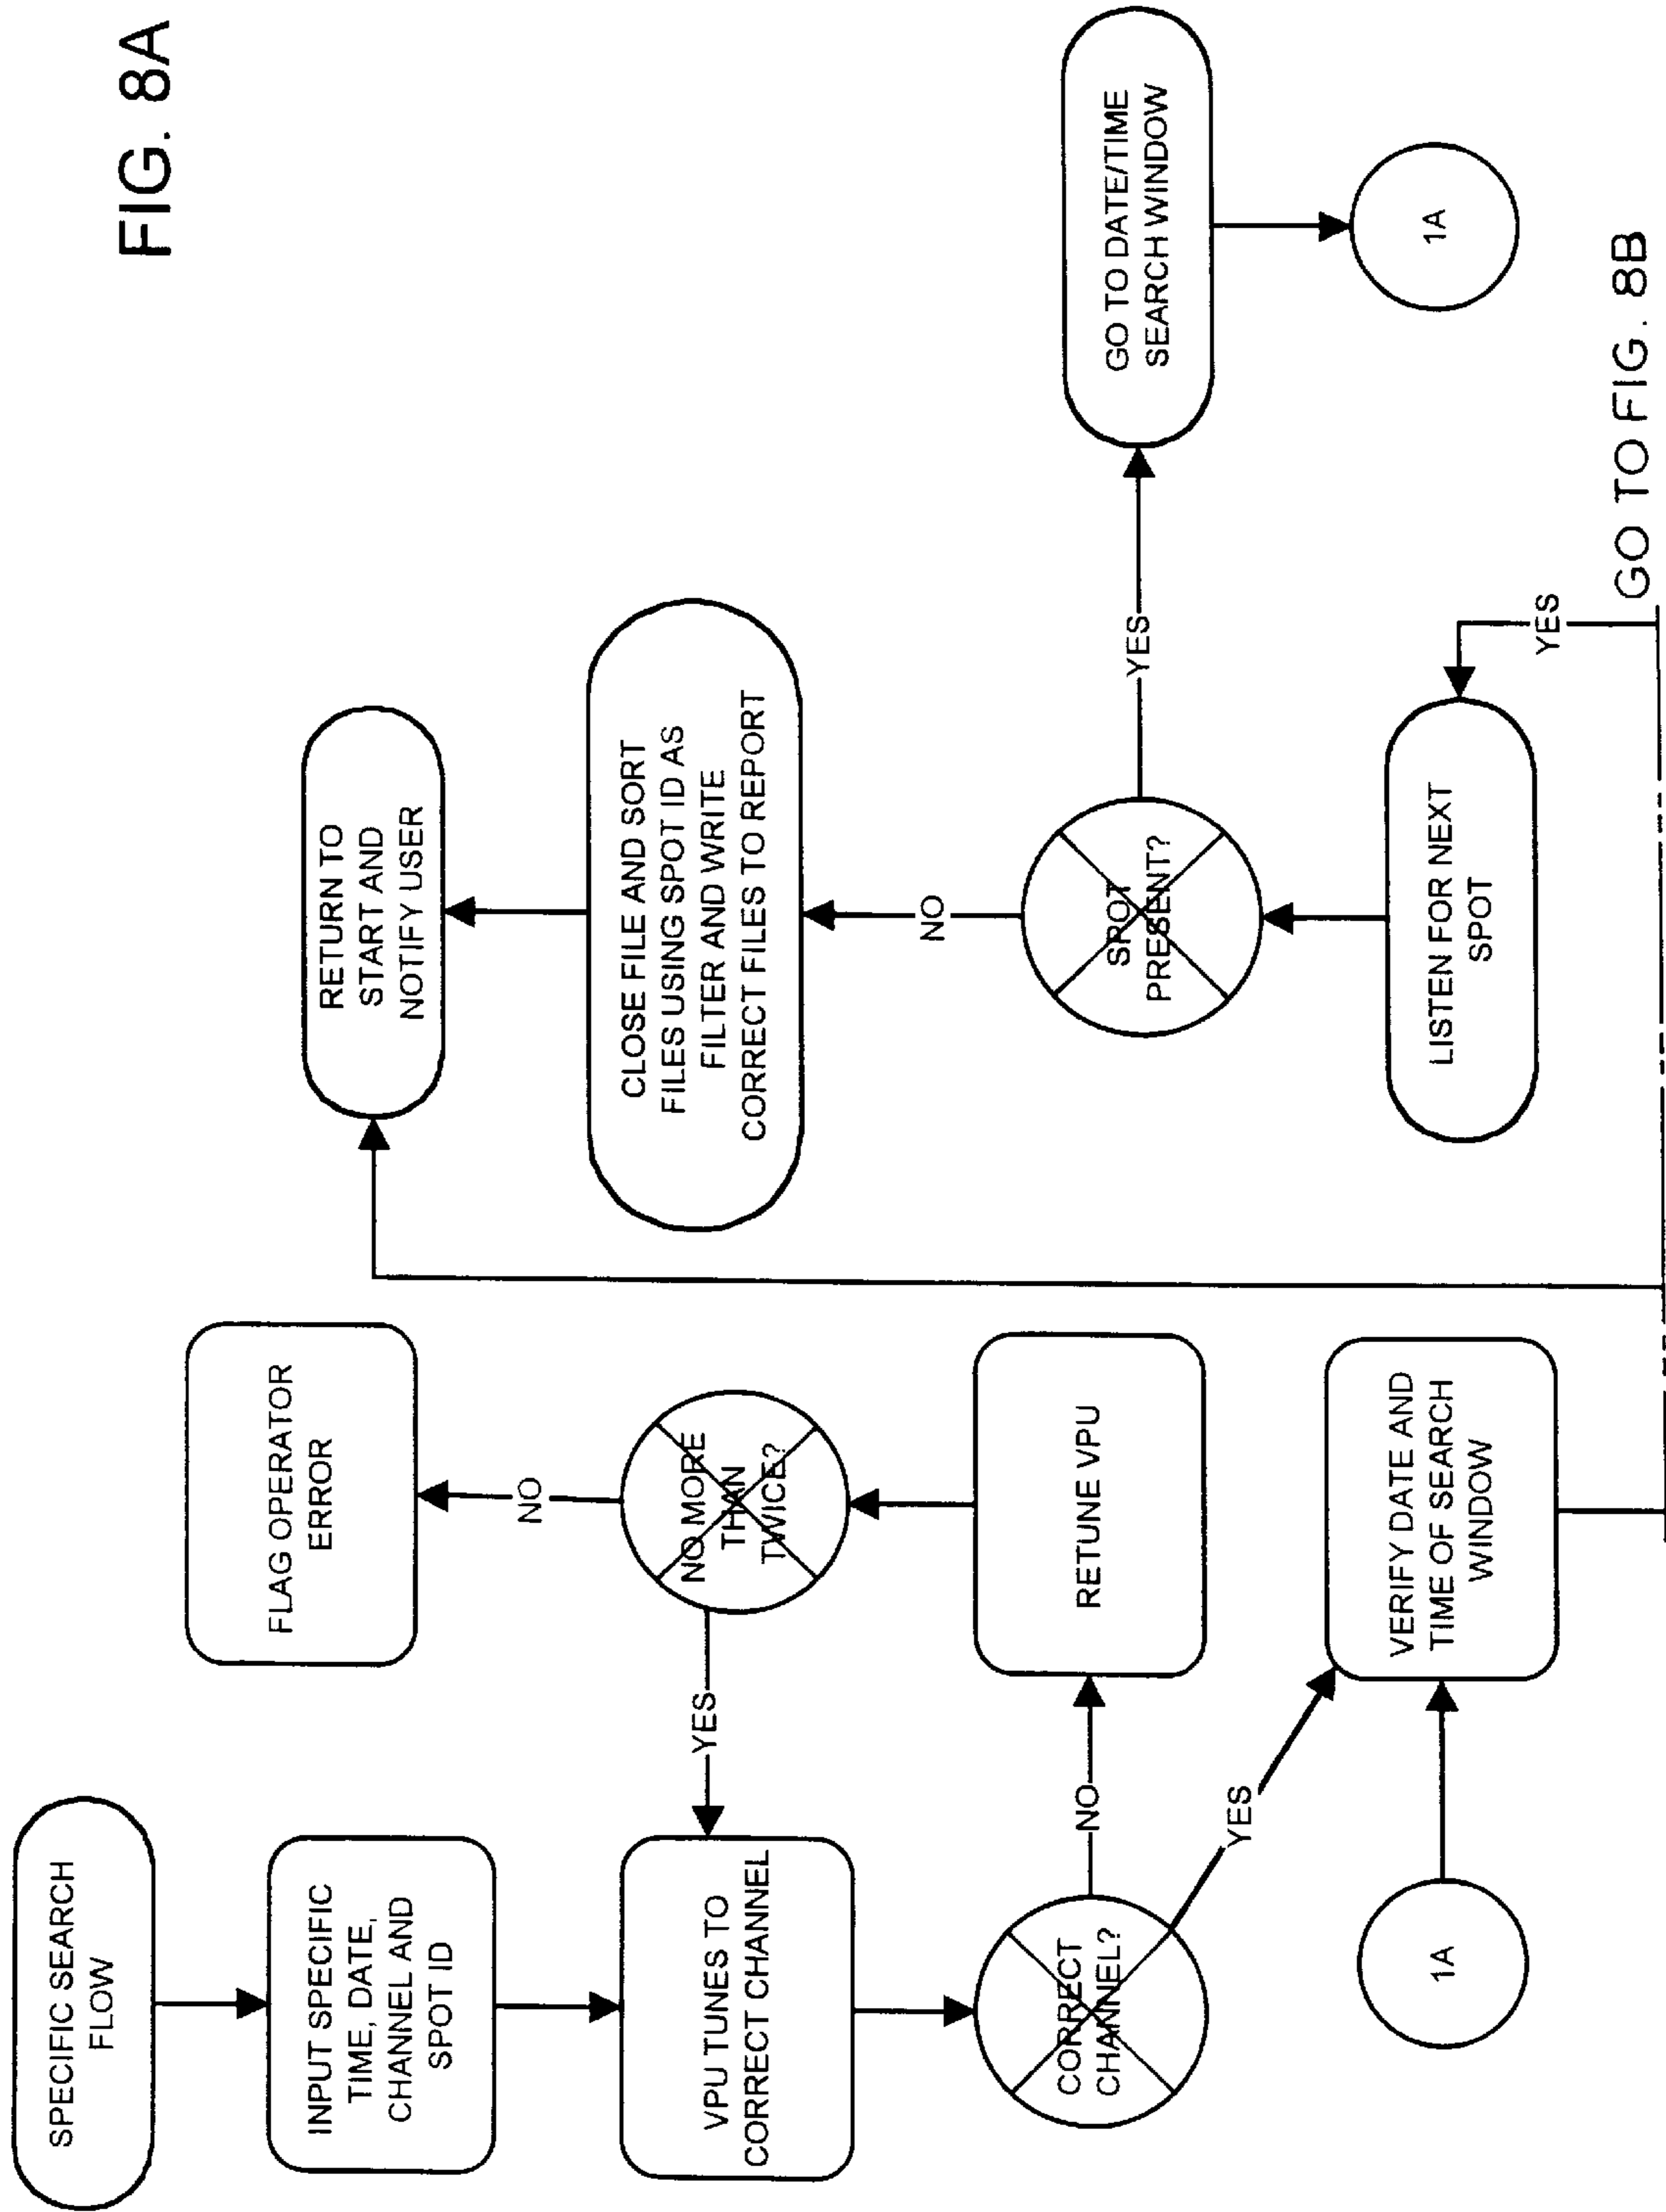 FIG. 8A
SPECIFIC SEARCH
FLOW
INPUT SPECIFIC
TIME, DATE,
CHANNEL AND
SPOT ID
VPU TUNES TO
CORRECT CHANNEL
CORRECT
CHANNEL?
NO
YES
RETUNE VPU
NO MORE
THAN
TWICE?
YES
NO
FLAG OPERATOR
ERROR
1A
VERIFY DATE AND
TIME OF SEARCH
WINDOW
RETURN TO
START AND
NOTIFY USER
CLOSE FILE AND SORT
FILES USING SPOT ID AS
FILTER AND WRITE
CORRECT FILES TO REPORT
NO
SPOT
PRESENT?
YES
LISTEN FOR NEXT
SPOT
YES
GO TO DATE/TIME
SEARCH WINDOW
1A
GO TO FIG. 8B